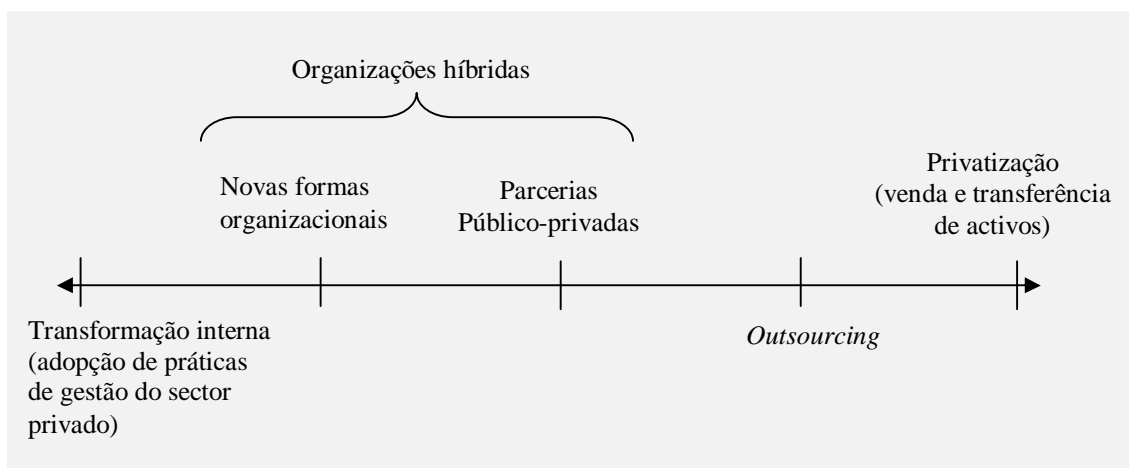 Organizações híbridas
Novas formas
organizacionais
Parcerias
Público-privadas
Privatização
(venda e transferência
de activos)
Transformação interna
(adopção de práticas
de gestão do sector
privado)
Outsourcing